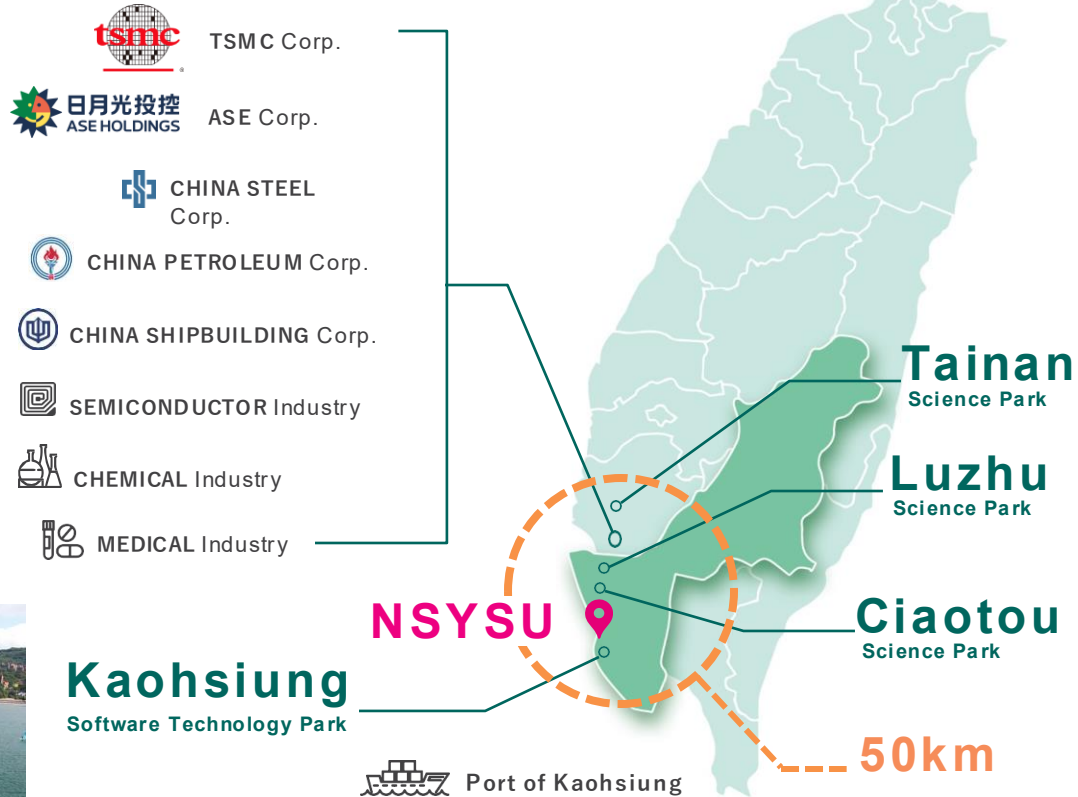 tsmc
TSMC Corp.
日月光投控
ASE HOLDINGS
ASE Corp.
CHINA STEEL
Corp.
CHINA PETROLEUM Corp.
CHINA SHIPBUILDING Corp.
SEMICONDUCTOR Industry
CHEMICAL Industry
MEDICAL Industry
Tainan
Science Park
Luzhu
Science Park
NSYSU
Ciaotou
Science Park
Kaohsiung
Software Technology Park
50km
Port of Kaohsiung